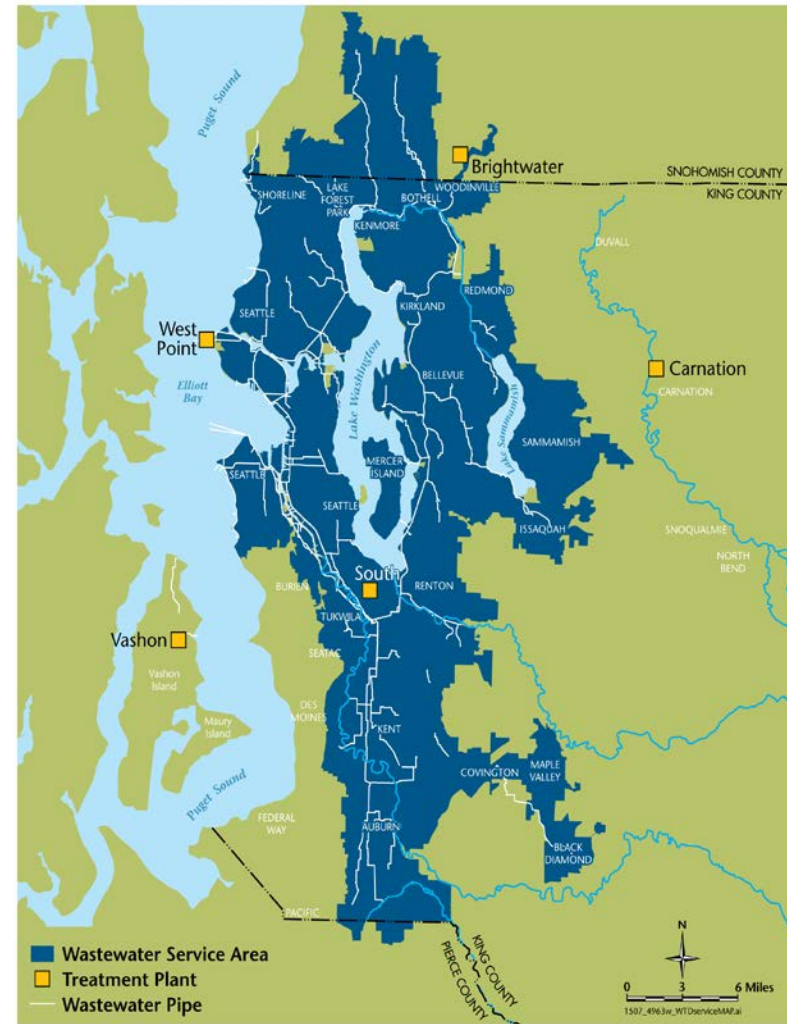 Puget Sound
Brightwater
SNOHOMISH COUNTY
KING COUNTY
WOODINVILLE
SHORELINE
LAKE
FOREST
PARK
BOTHELL
KENMORE
DUVALL
REDMOND
SEATTLE
KIRKLAND
West
Point
Carnation
CARNATION
Elliott
Bay
Lake Washington
BELLEVUE
Lake Sammamish
SAMMAMISH
MERCER
ISLAND
SEATTLE
SEATTLE
ISSAQUAH
SNOQUALMIE
NORTH
BEND
South
BURIEN
RENTON
TUKWILA
Vashon
SEATAC
Vashon
Island
DES
MOINES
Maury
Island
KENT
COVINGTON
MAPLE
VALLEY
Puget Sound
FEDERAL
WAY
AUBURN
BLACK
DIAMOND
PACIFIC
KING COUNTY
PIERCE COUNTY
N
Wastewater Service Area
Treatment Plant
Wastewater Pipe
0 3 6 Miles
1507_4963w_WTDserviceMAP.ai